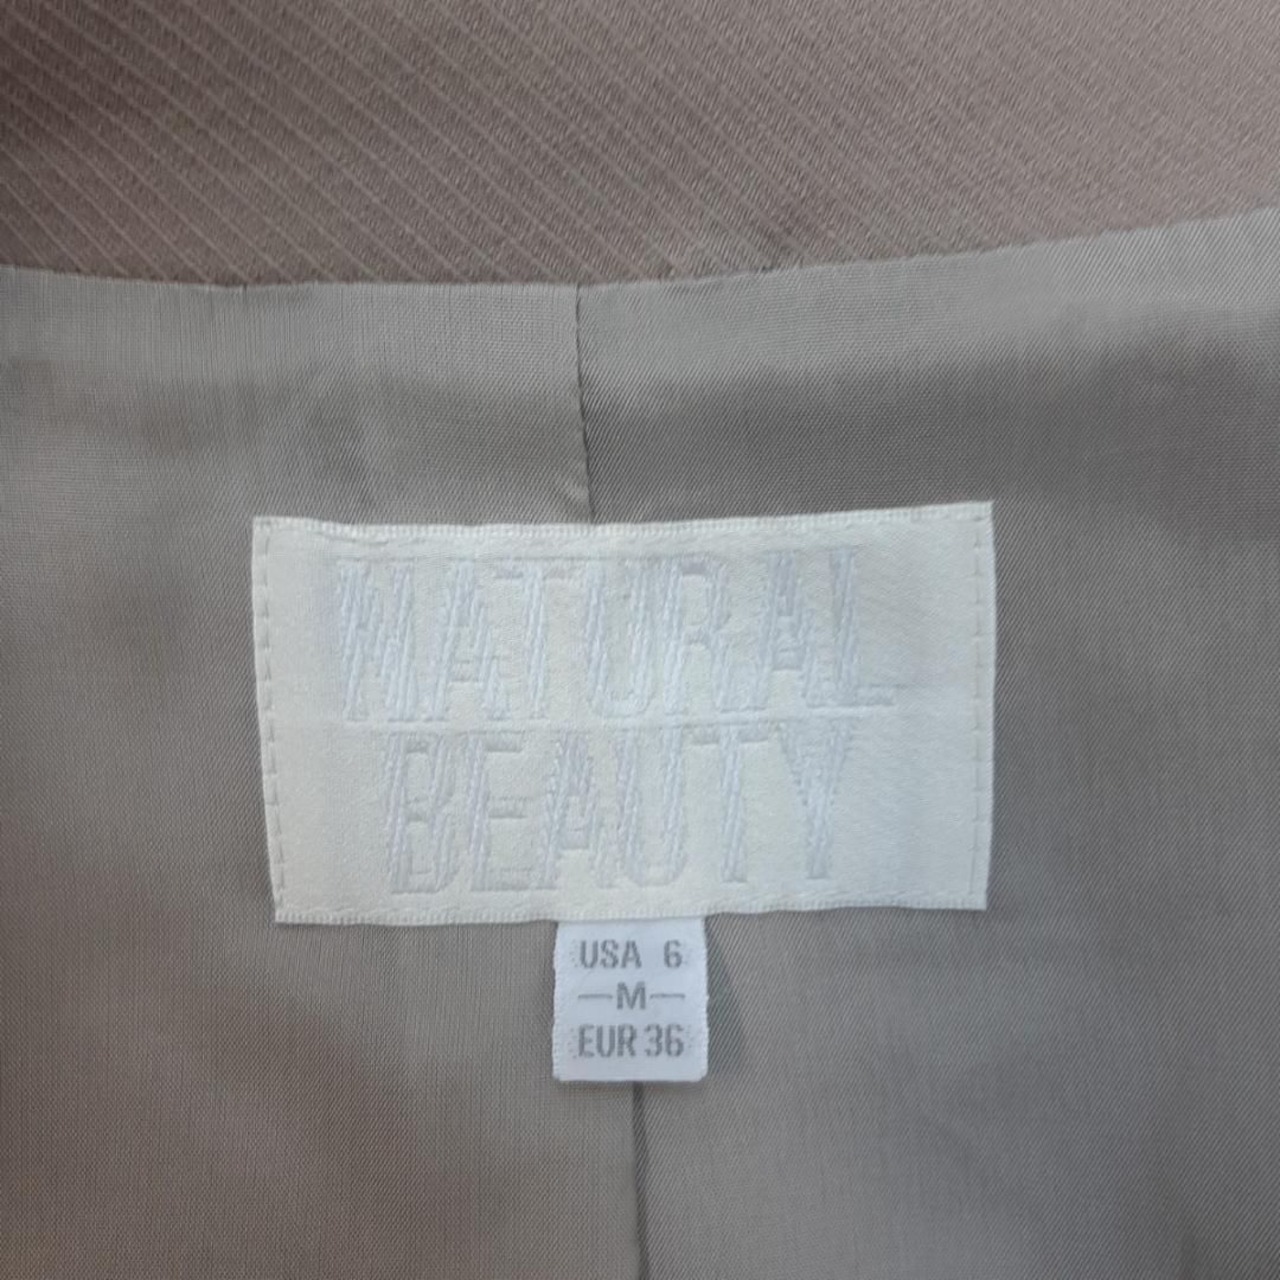 NATURAL
BEAUTY
USA 6
—M—
EUR 36